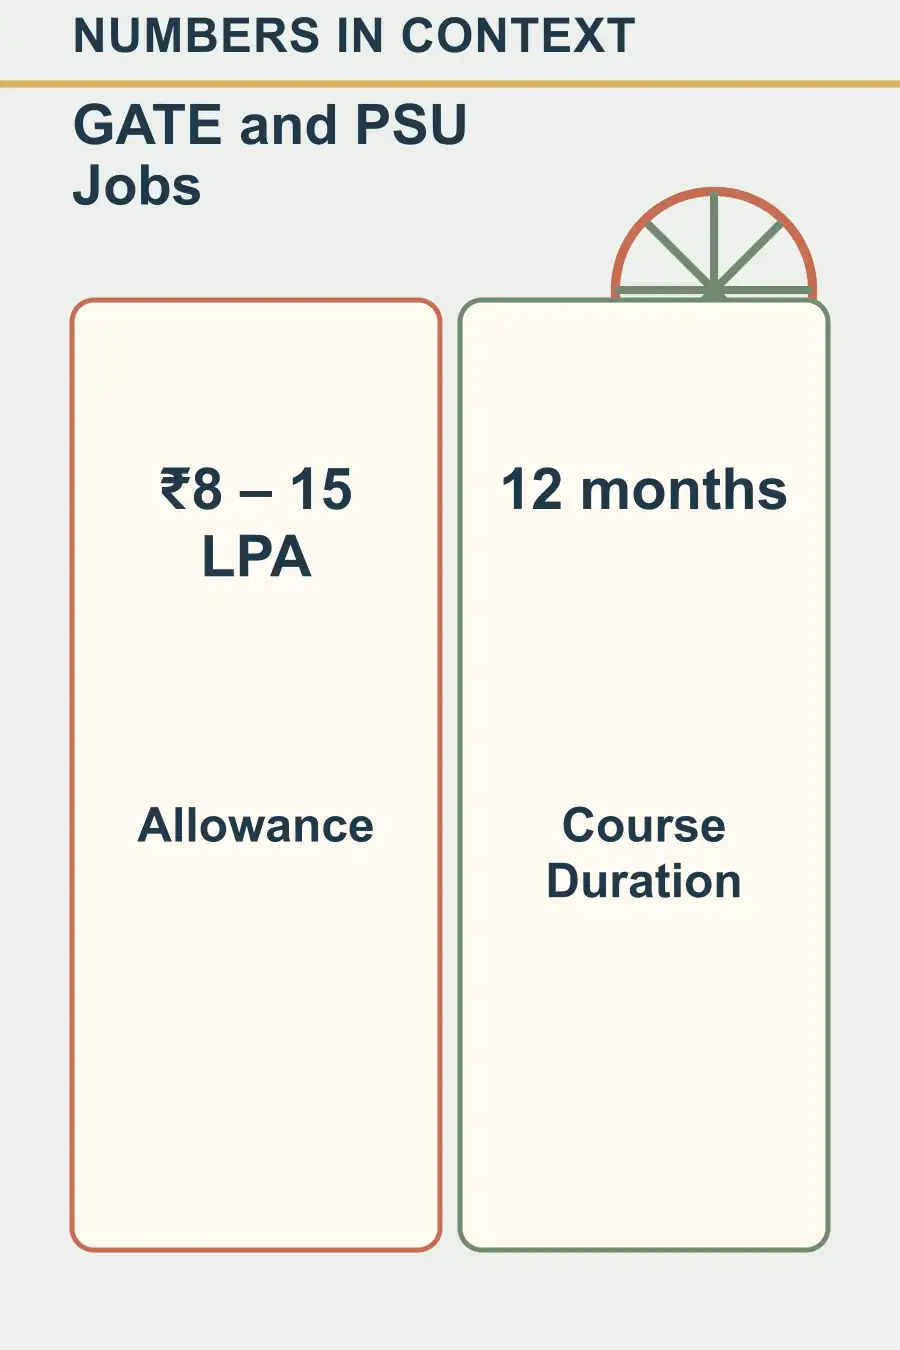 NUMBERS IN CONTEXT
GATE and PSU
Jobs
₹8 – 15
LPA
Allowance
12 months
Course
Duration